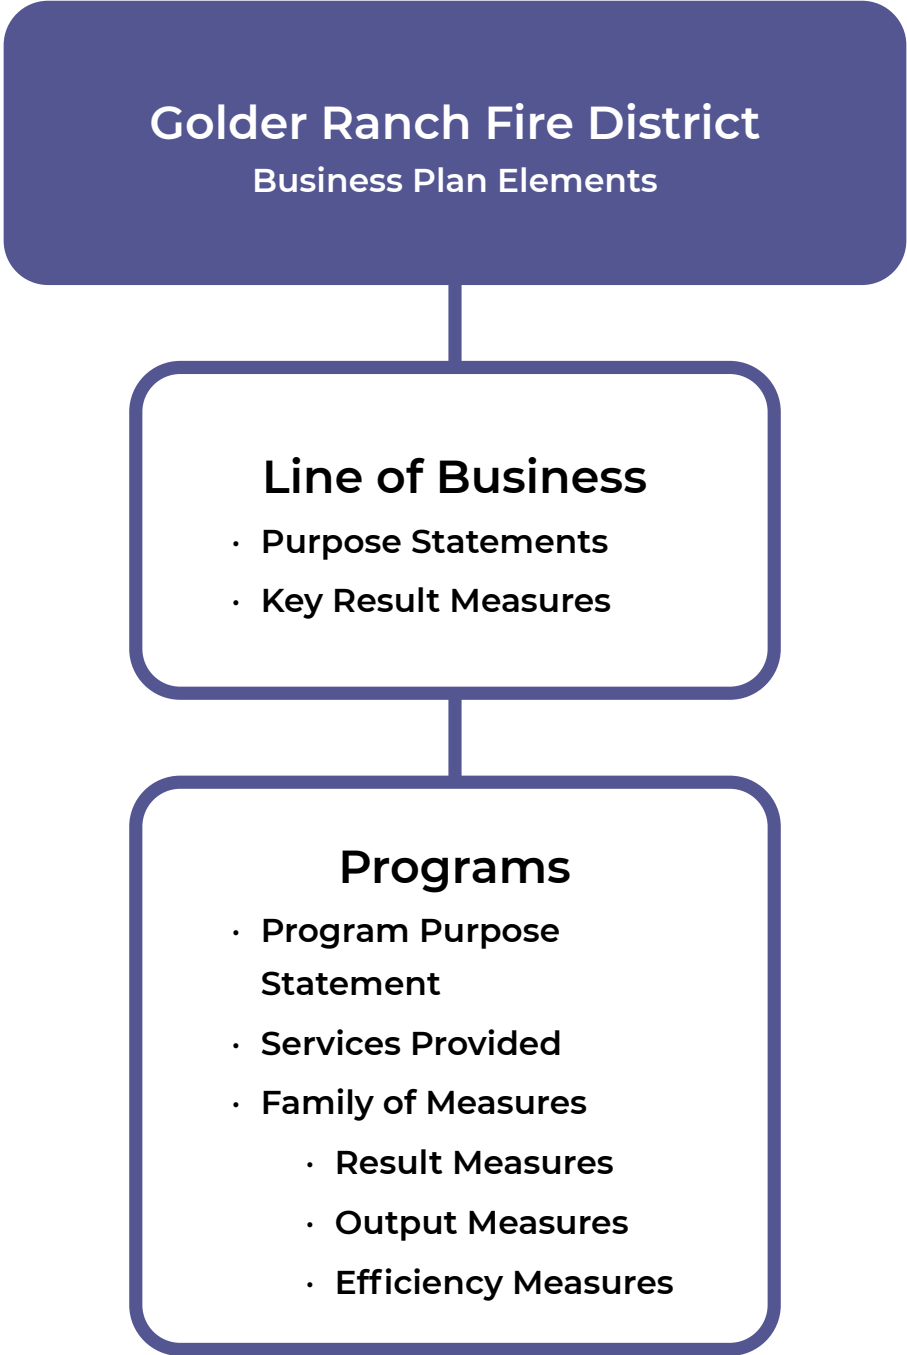 Golder Ranch Fire District
Business Plan Elements
Line of Business
· Purpose Statements
· Key Result Measures
Programs
· Program Purpose
Statement
· Services Provided
· Family of Measures
· Result Measures
· Output Measures
· Efficiency Measures